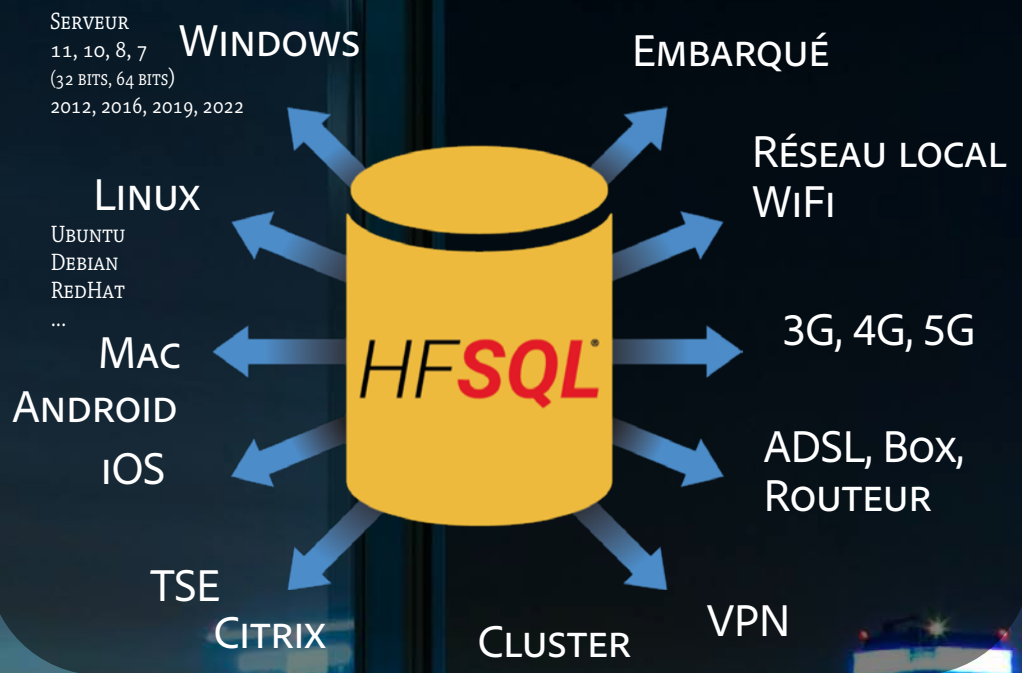 Serveur
11, 10, 8, 7
(32 bits, 64 bits)
2012, 2016, 2019, 2022
Windows
Linux
Ubuntu
Debian
RedHat
...
Mac
Android
iOS
TSE
Citrix
HFSQL®
Embarqué
Réseau local
WiFi
3G, 4G, 5G
ADSL, Box,
Routeur
VPN
Cluster